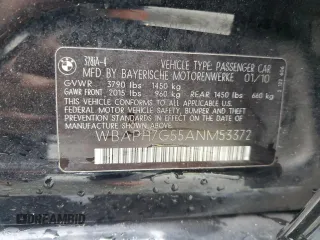 VEHICLE TYPE: PASSENGER CAR
MFD BY BAYERISCHE MOTORENWERKE 01/10
GVWR 3790 lbs 1450 kg
GAWR FRONT 2015 lbs 960 kg REAR 1450 lbs 660 kg
THIS VEHICLE CONFORMS TO ALL APPLICABLE
FEDERAL MOTOR VEHICLE SAFETY, BUMPER, AND
THEFT PREVENTION STANDARDS IN EFFECT ON THE DATE OF
MANUFACTURE SHOWN ABOVE.
WBAPH7G55ANM53372
DREAMBID